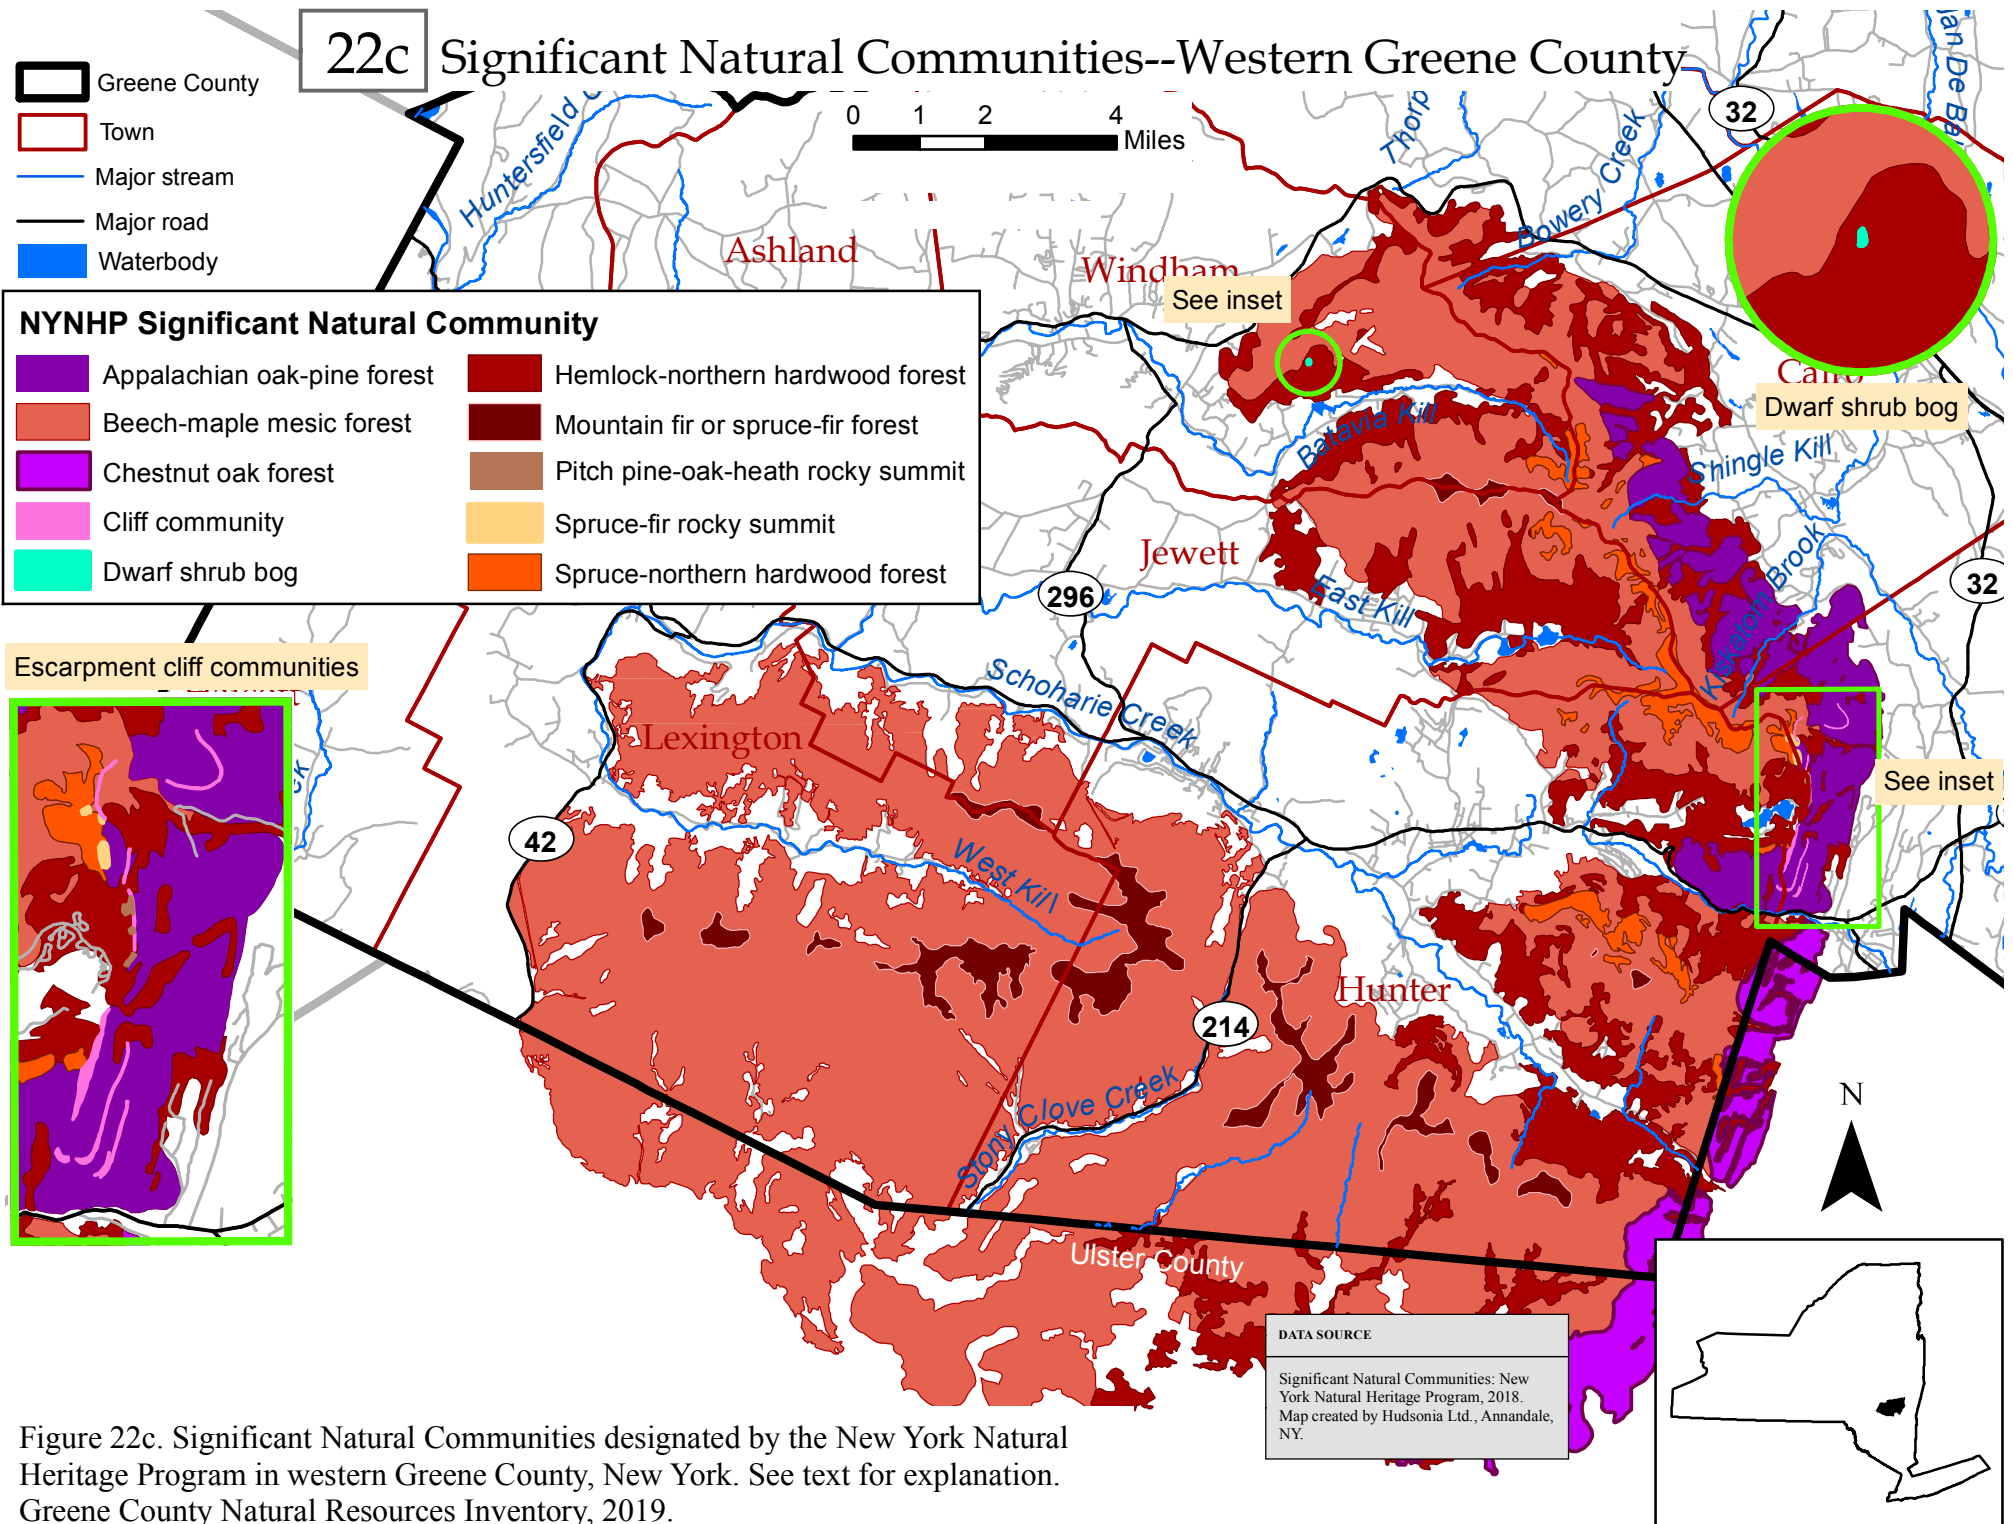 22c
Significant Natural Communities--Western Greene County
Greene County
Town
Major stream
Major road
Waterbody
0 1 2 4
Miles
NYNHP Significant Natural Community
Appalachian oak-pine forest
Beech-maple mesic forest
Chestnut oak forest
Cliff community
Dwarf shrub bog
Hemlock-northern hardwood forest
Mountain fir or spruce-fir forest
Pitch pine-oak-heath rocky summit
Spruce-fir rocky summit
Spruce-northern hardwood forest
Huntersfield
Thorp
Bowery Creek
32
Ashland
Windham
See inset
Cairo
Dwarf shrub bog
Batavia Kill
Shingle Kill
Jewett
296
East Kill
Kiskatom Brook
32
Escarpment cliff communities
Schoharie Creek
Lexington
See inset
42
West Kill
Hunter
214
Stony Clove Creek
N
Ulster County
DATA SOURCE
Significant Natural Communities: New
York Natural Heritage Program, 2018.
Map created by Hudsonia Ltd., Annandale,
NY.
Figure 22c. Significant Natural Communities designated by the New York Natural
Heritage Program in western Greene County, New York. See text for explanation.
Greene County Natural Resources Inventory, 2019.